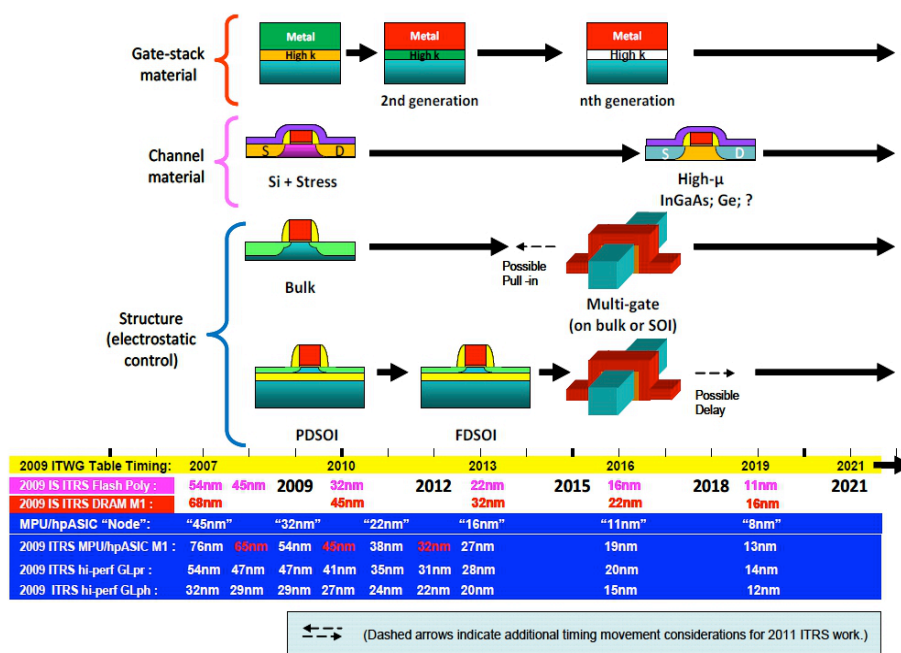 Metal
High k
Metal
High k
Metal
High k
Gate-stack
material
2nd generation
nth generation
Channel
material
S
D
S
D
Si + Stress
High-μ
InGaAs; Ge; ?
Structure
(electrostatic
control)
Bulk
Possible
Pull -in
Multi-gate
(on bulk or SOI)
Possible
Delay
PDSOI
FDSOI
2009 ITWG Table Timing: 2007 2010 2013 2016 2019 2021
2009 IS ITRS Flash Poly : 54nm 45nm 2009 32nm 2012 22nm 2015 16nm 2018 11nm 2021
2009 IS ITRS DRAM M1 : 68nm 45nm 32nm 22nm 16nm
MPU/hpASIC “Node”: “45nm” “32nm” “22nm” “16nm” “11nm” “8nm”
2009 ITRS MPU/hpASIC M1 : 76nm 65nm 54nm 45nm 38nm 32nm 27nm 19nm 13nm
2009 ITRS hi-perf GLpr : 54nm 47nm 47nm 41nm 35nm 31nm 28nm 20nm 14nm
2009 ITRS hi-perf GLph : 32nm 29nm 29nm 27nm 24nm 22nm 20nm 15nm 12nm
(Dashed arrows indicate additional timing movement considerations for 2011 ITRS work.)